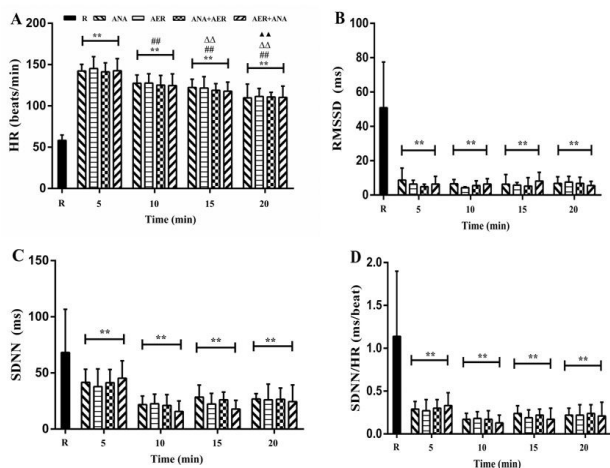 A
R ANA AER ANA+AER AER+ANA
HR (beats/min)
200
150
100
50
0
**
##
**
ΔΔ
##
**
▲▲
ΔΔ
##
**
R 5 10 15 20
Time (min)
B
RMSSD (ms)
100
80
60
40
20
0
** ** ** **
R 5 10 15 20
Time (min)
C
SDNN (ms)
150
100
50
0
** ** ** **
R 5 10 15 20
Time (min)
D
SDNN/HR (ms/beat)
2.0
1.5
1.0
0.5
0.0
** ** ** **
R 5 10 15 20
Time (min)